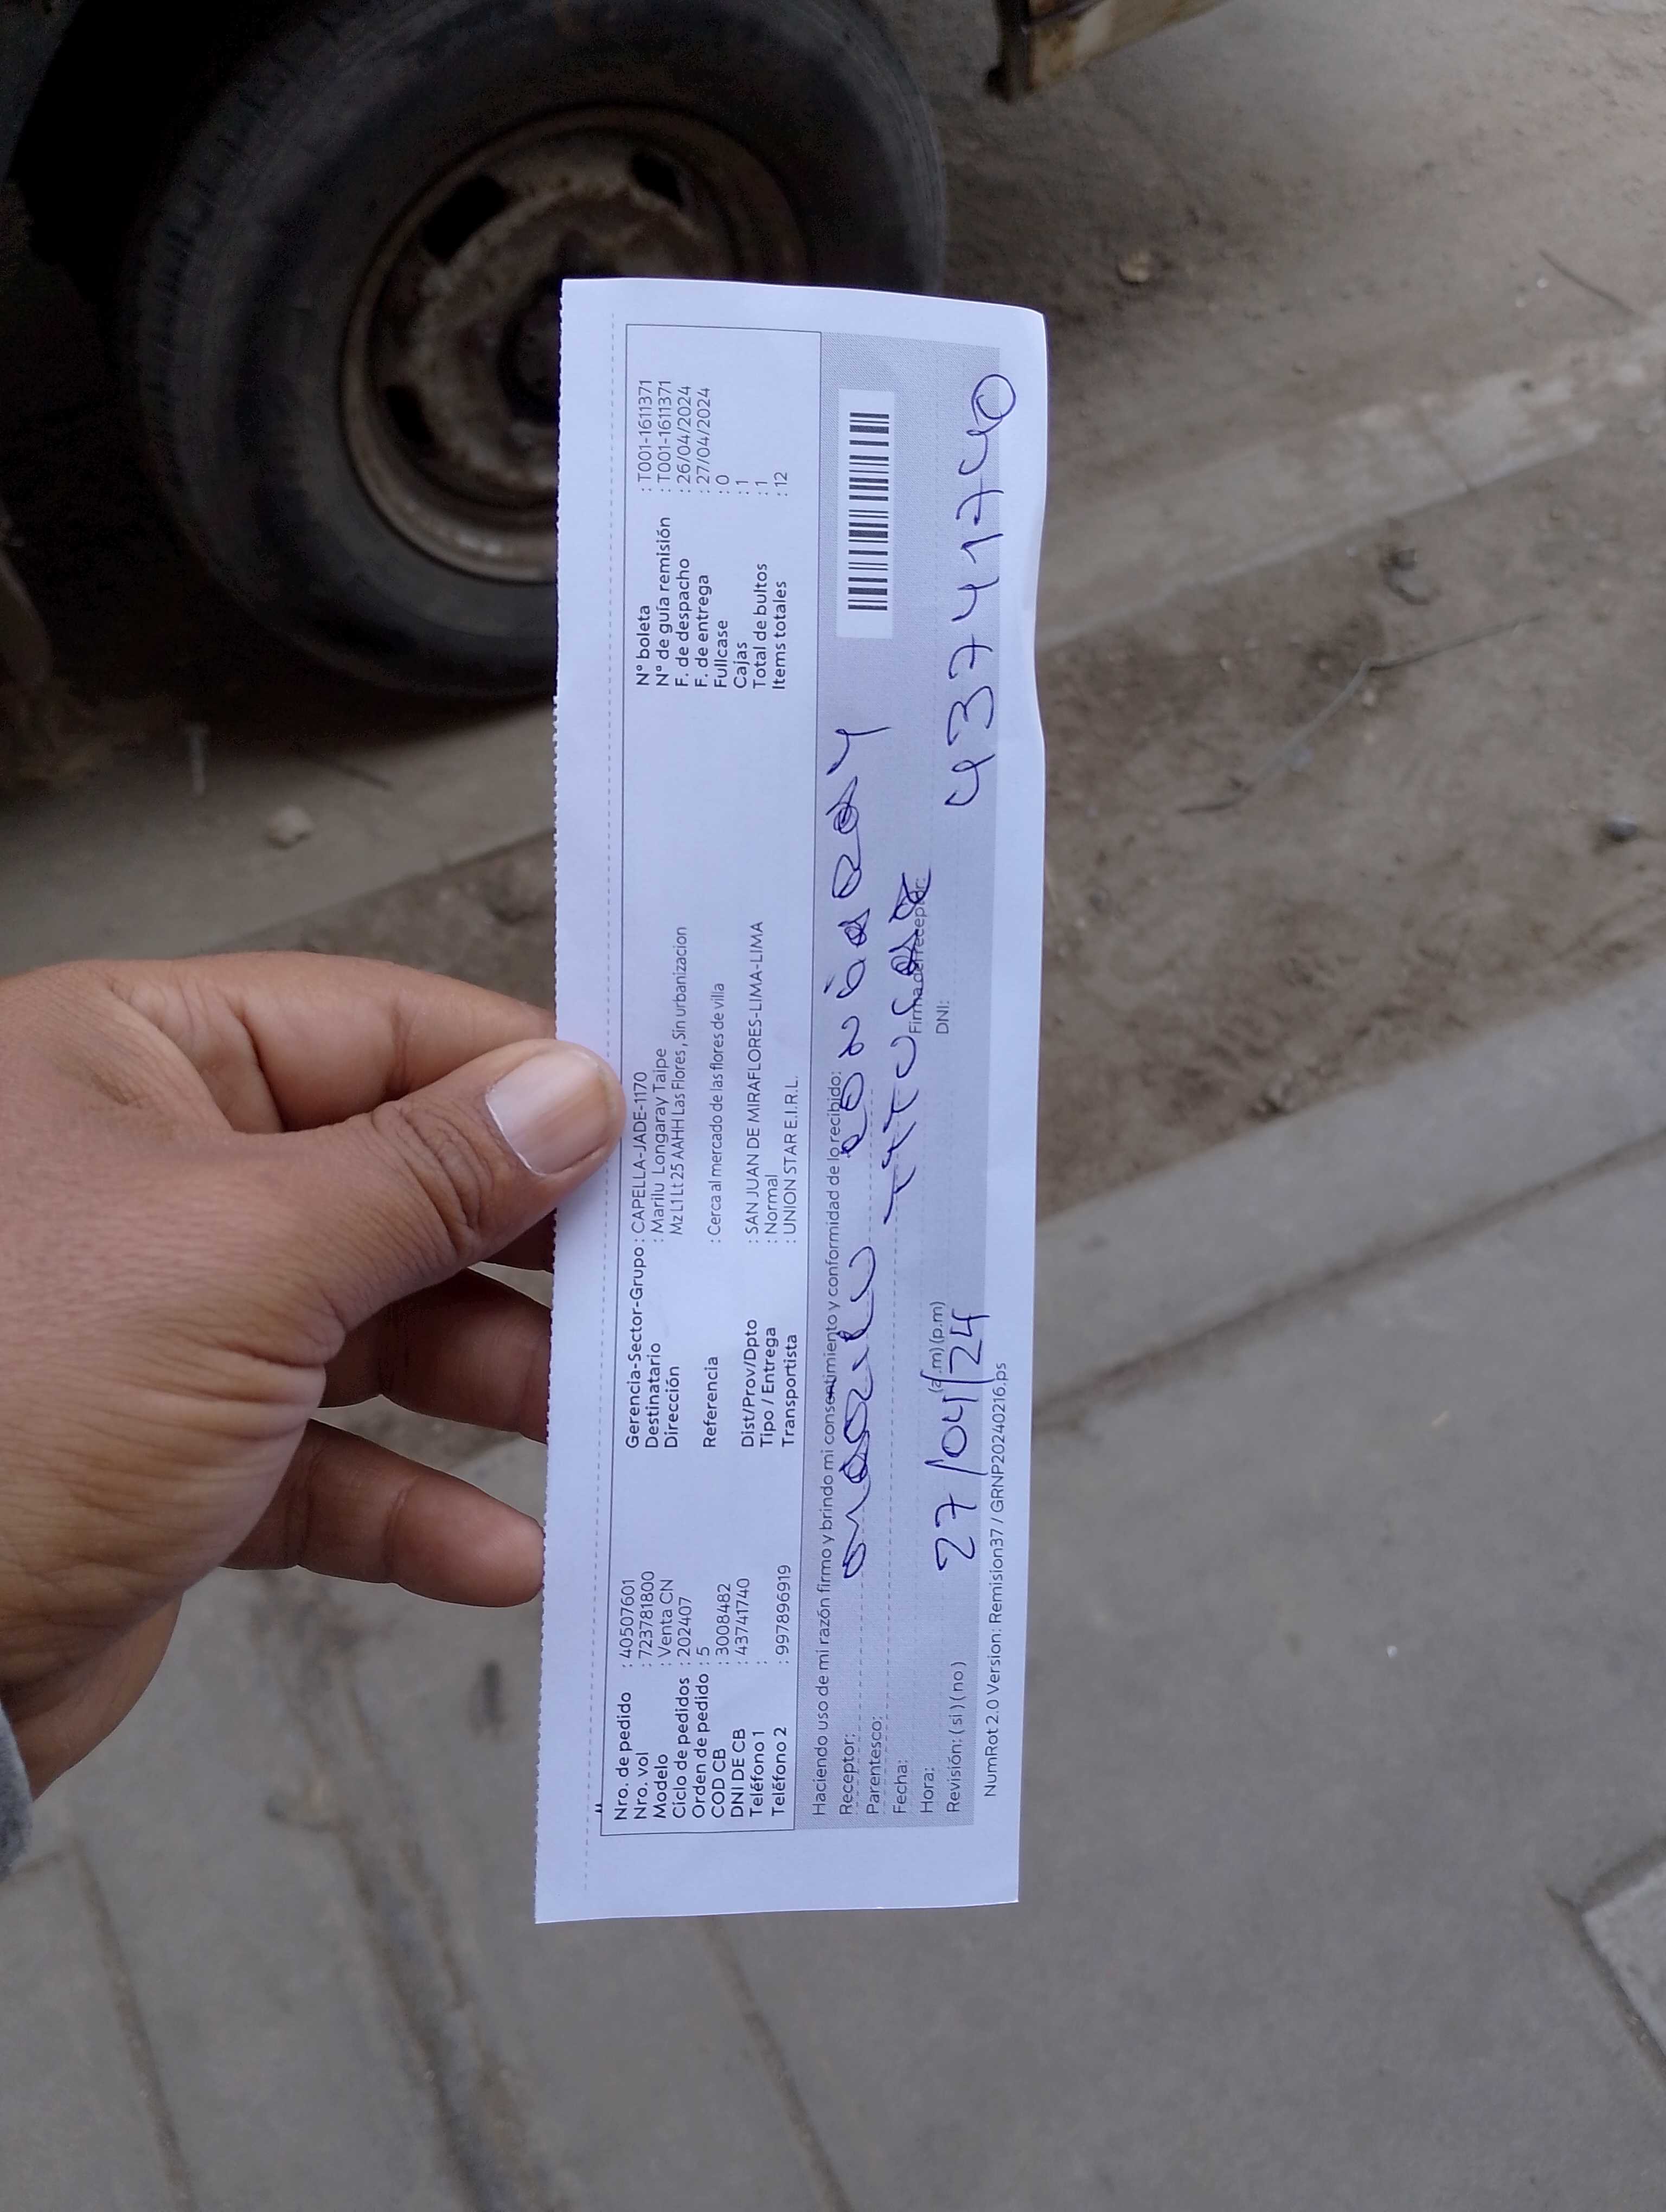 Nro. de pedido : 40507601
Nro. vol : 723781800
Modelo : Venta CN
Ciclo de pedidos : 202407
Orden de pedido : 5
COD CB : 3008482
DNI DE CB : 43741740
Teléfono 1 :
Teléfono 2 : 997896919
Gerencia-Sector-Grupo : CAPELLA-JADE-1170
Destinatario : Marilu Longaray Taipe
Dirección Mz L1 Lt 25 AAHH Las Flores , Sin urbanizacion
Referencia : Cerca al mercado de las flores de villa
Dist/Prov/Dpto : SAN JUAN DE MIRAFLORES-LIMA-LIMA
Tipo / Entrega : Normal
Transportista : UNION STAR E.I.R.L.
N° boleta : T001-1611371
N° de guía remisión : T001-1611371
F. de despacho : 26/04/2024
F. de entrega : 27/04/2024
Fullcase : 0
Cajas : 1
Total de bultos : 1
Items totales : 12
Haciendo uso de mi razón firmo y brindo mi consentimiento y conformidad de lo recibido:
Receptor:
Parentesco:
Fecha:
Hora: (a.m) (p.m)
27/04/24
Revisión: ( si ) ( no )
Firma del receptor:
DNI: 43741740
NumRot 2.0 Version: Remision37 / GRNP20240216.ps